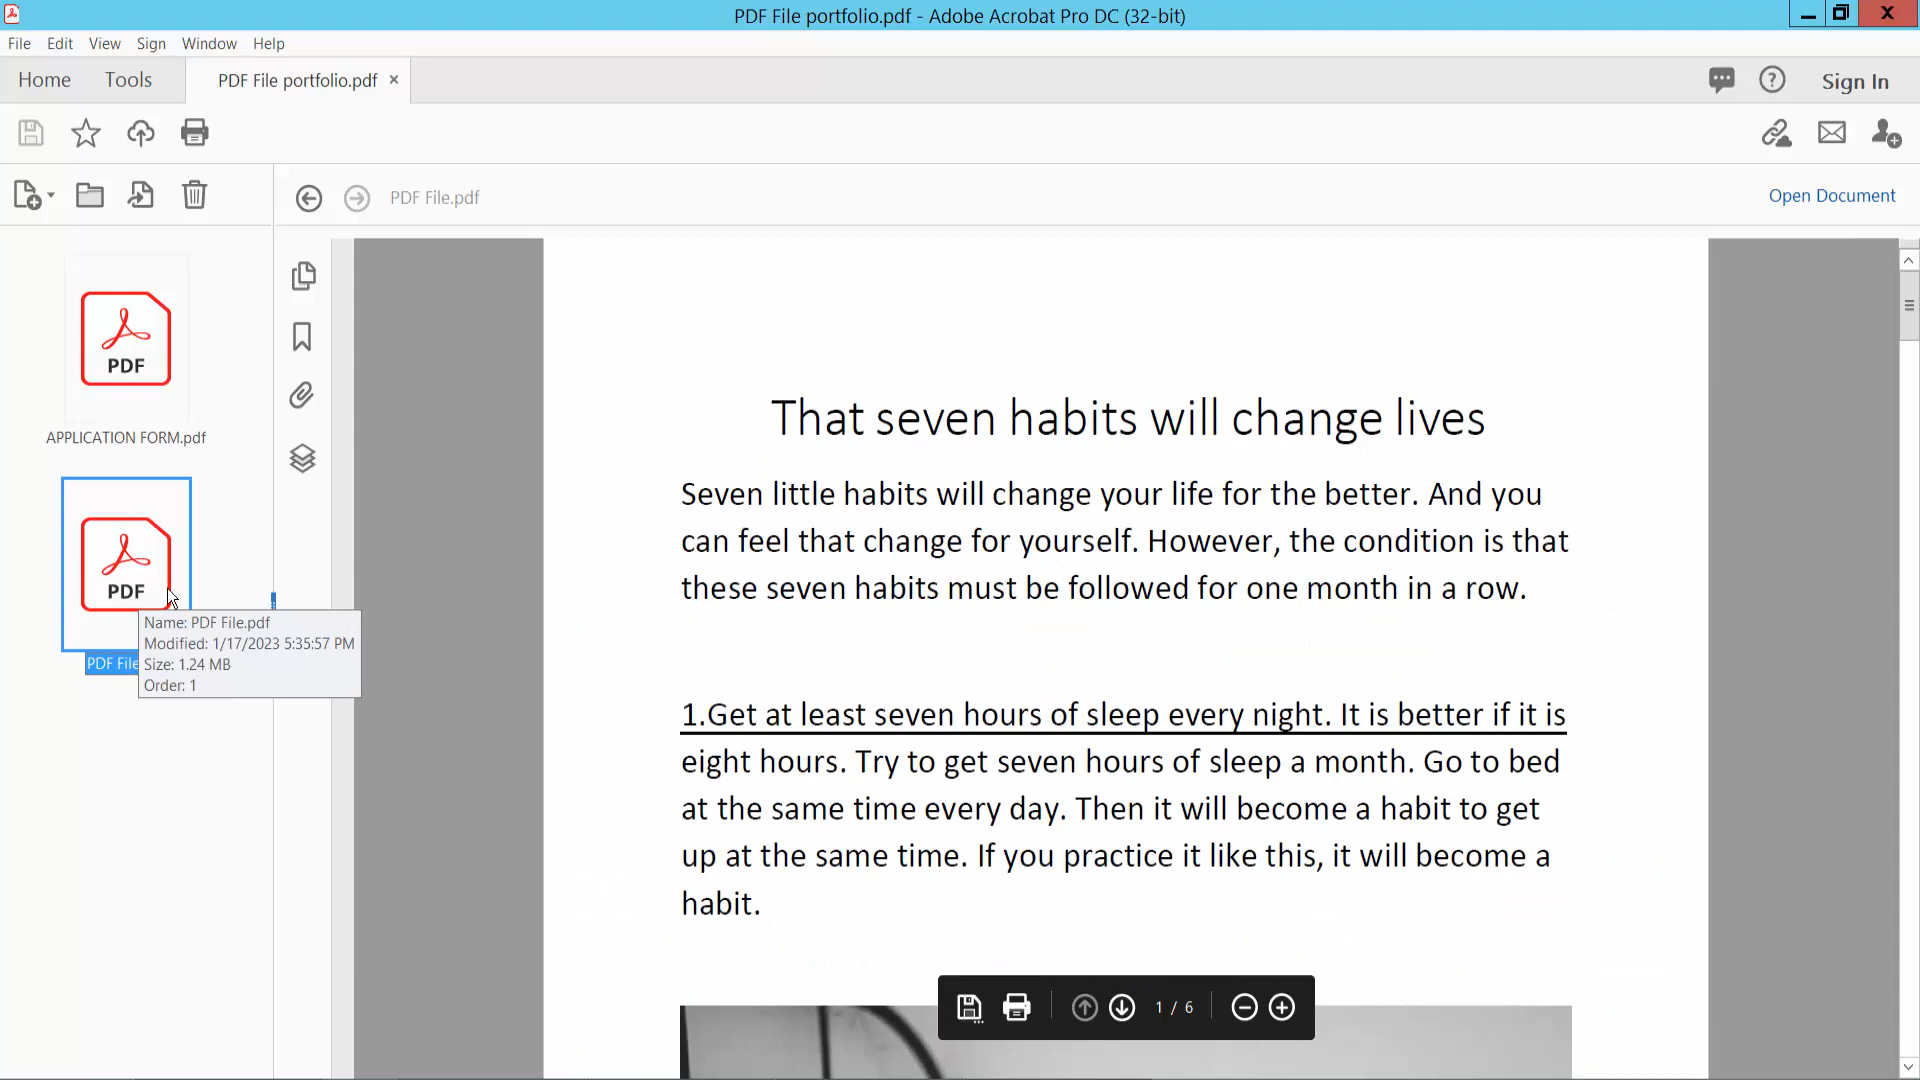 PDF File portfolio.pdf - Adobe Acrobat Pro DC (32-bit)
File Edit View Sign Window Help
Home Tools PDF File portfolio.pdf × Sign In
PDF File.pdf Open Document
PDF
APPLICATION FORM.pdf
PDF
PDF File
Name: PDF File.pdf
Modified: 1/17/2023 5:35:57 PM
Size: 1.24 MB
Order: 1
That seven habits will change lives
Seven little habits will change your life for the better. And you
can feel that change for yourself. However, the condition is that
these seven habits must be followed for one month in a row.
1.Get at least seven hours of sleep every night. It is better if it is
eight hours. Try to get seven hours of sleep a month. Go to bed
at the same time every day. Then it will become a habit to get
up at the same time. If you practice it like this, it will become a
habit.
1 / 6